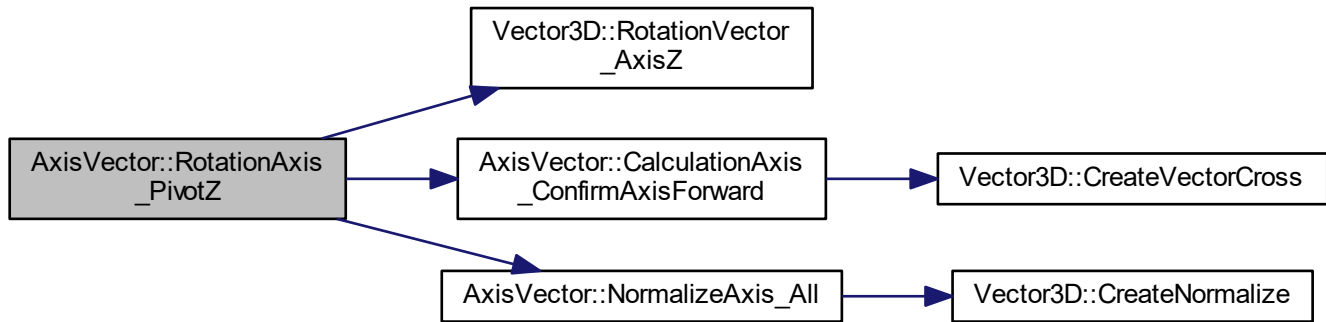 Vector3D::RotationVector
_AxisZ
AxisVector::RotationAxis
_PivotZ
AxisVector::CalculationAxis
_ConfirmAxisForward
Vector3D::CreateVectorCross
AxisVector::NormalizeAxis_All
Vector3D::CreateNormalize